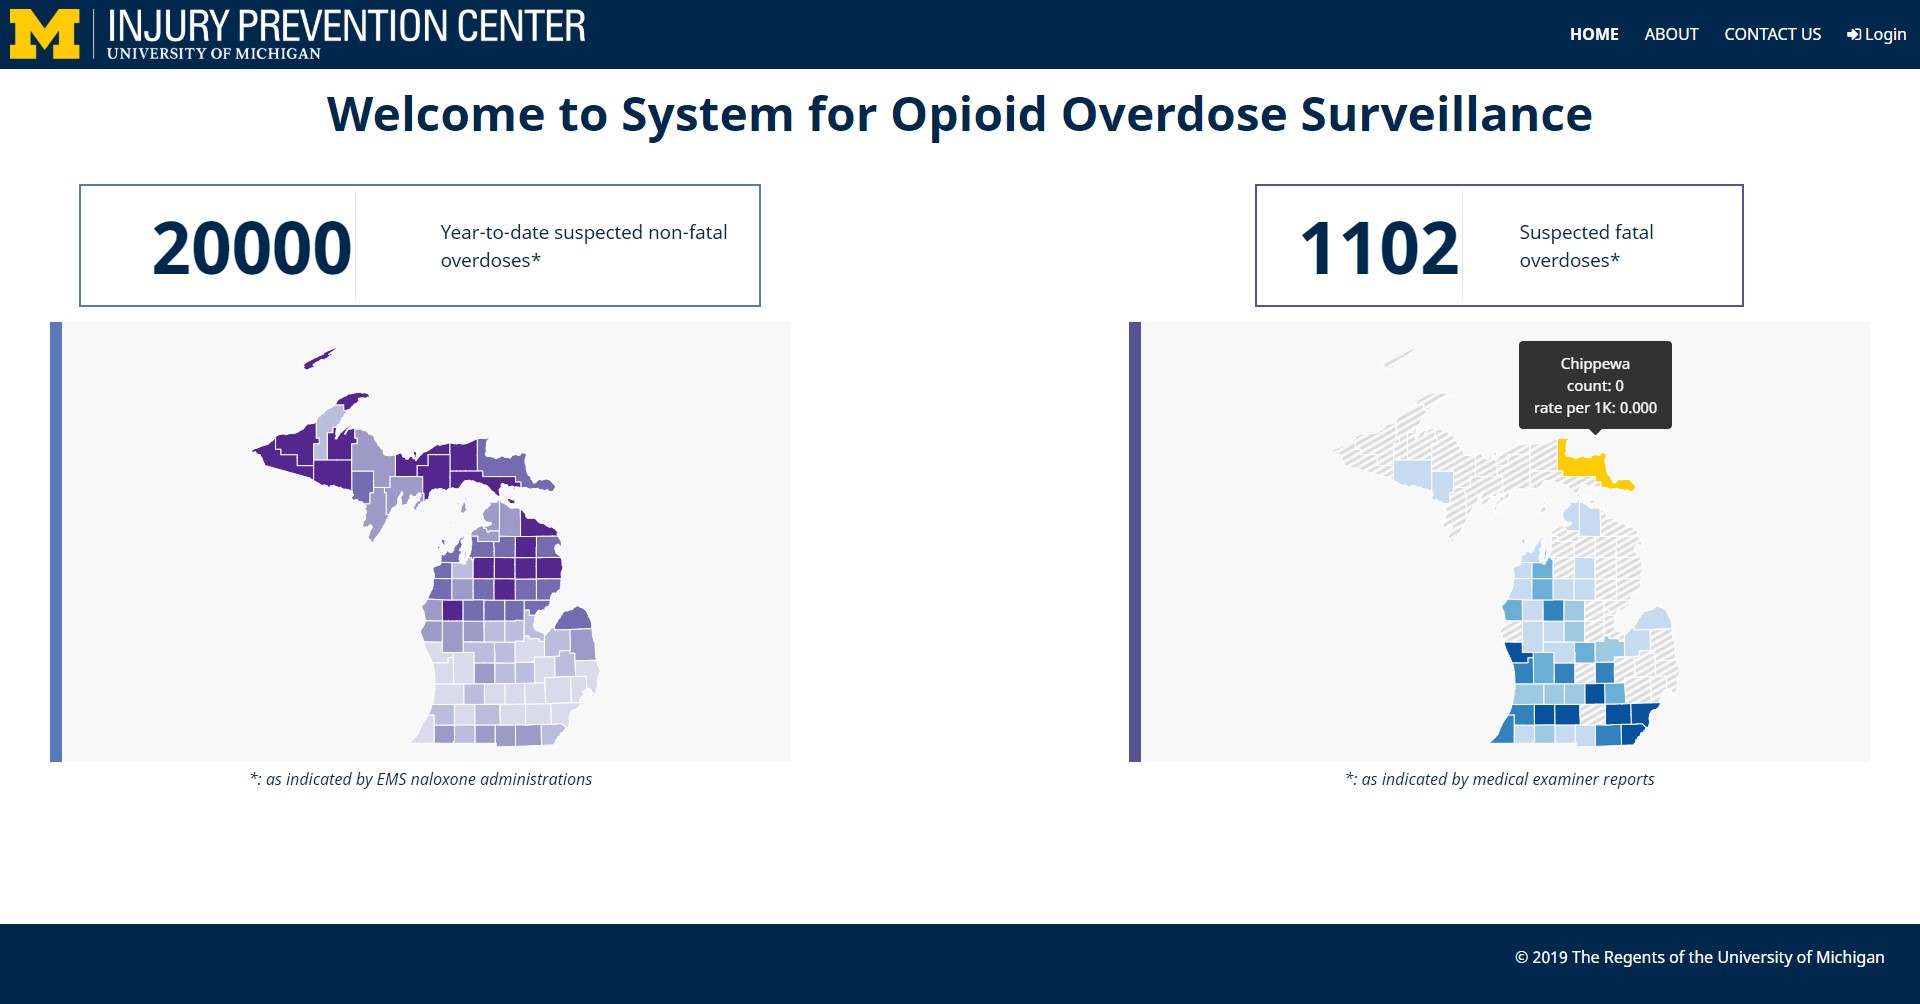 M
INJURY PREVENTION CENTER
UNIVERSITY OF MICHIGAN
HOME ABOUT CONTACT US Login
Welcome to System for Opioid Overdose Surveillance
20000
Year-to-date suspected non-fatal
overdoses*
1102
Suspected fatal
overdoses*
Chippewa
count: 0
rate per 1K: 0.000
*: as indicated by EMS naloxone administrations
*: as indicated by medical examiner reports
© 2019 The Regents of the University of Michigan